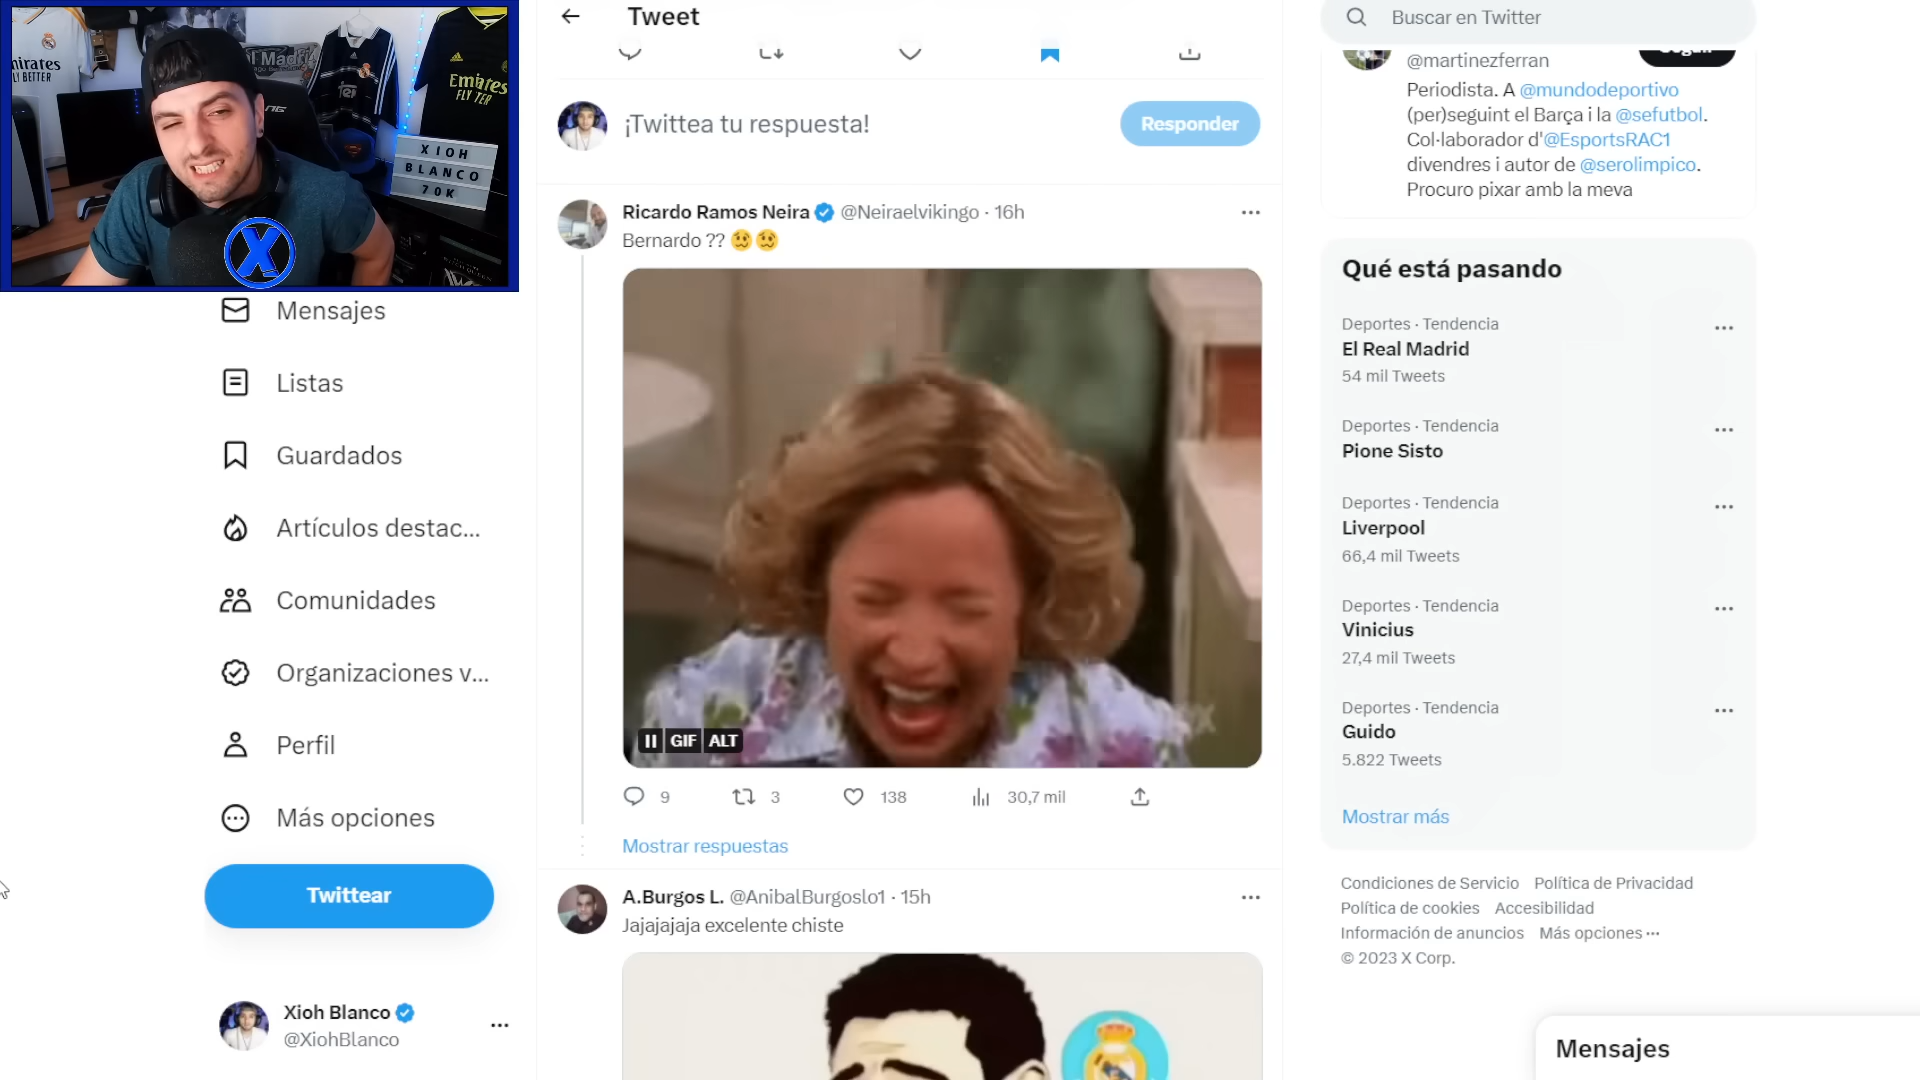 Emirates
FLY BETTER
XIOH
BLANCO
70K
X
Mensajes
Listas
Guardados
Artículos destac...
Comunidades
Organizaciones v...
Perfil
Más opciones
Twittear
Xioh Blanco
@XiohBlanco
Tweet
¡Twittea tu respuesta!
Responder
Ricardo Ramos Neira @Neiraelvikingo · 16h
Bernardo ?? 🥴🥴
GIF ALT
9 3 138 30,7 mil
Mostrar respuestas
A.Burgos L. @AnibalBurgoslo1 · 15h
Jajajajaja excelente chiste
Buscar en Twitter
Seguir
@martinezferran
Periodista. A @mundodeportivo
(per)seguint el Barça i la @sefutbol.
Col·laborador d'@EsportsRAC1
divendres i autor de @serolimpico.
Procuro pixar amb la meva
Qué está pasando
Deportes · Tendencia
El Real Madrid
54 mil Tweets
Deportes · Tendencia
Pione Sisto
Deportes · Tendencia
Liverpool
66,4 mil Tweets
Deportes · Tendencia
Vinicius
27,4 mil Tweets
Deportes · Tendencia
Guido
5.822 Tweets
Mostrar más
Condiciones de Servicio Política de Privacidad
Política de cookies Accesibilidad
Información de anuncios Más opciones ···
© 2023 X Corp.
Mensajes